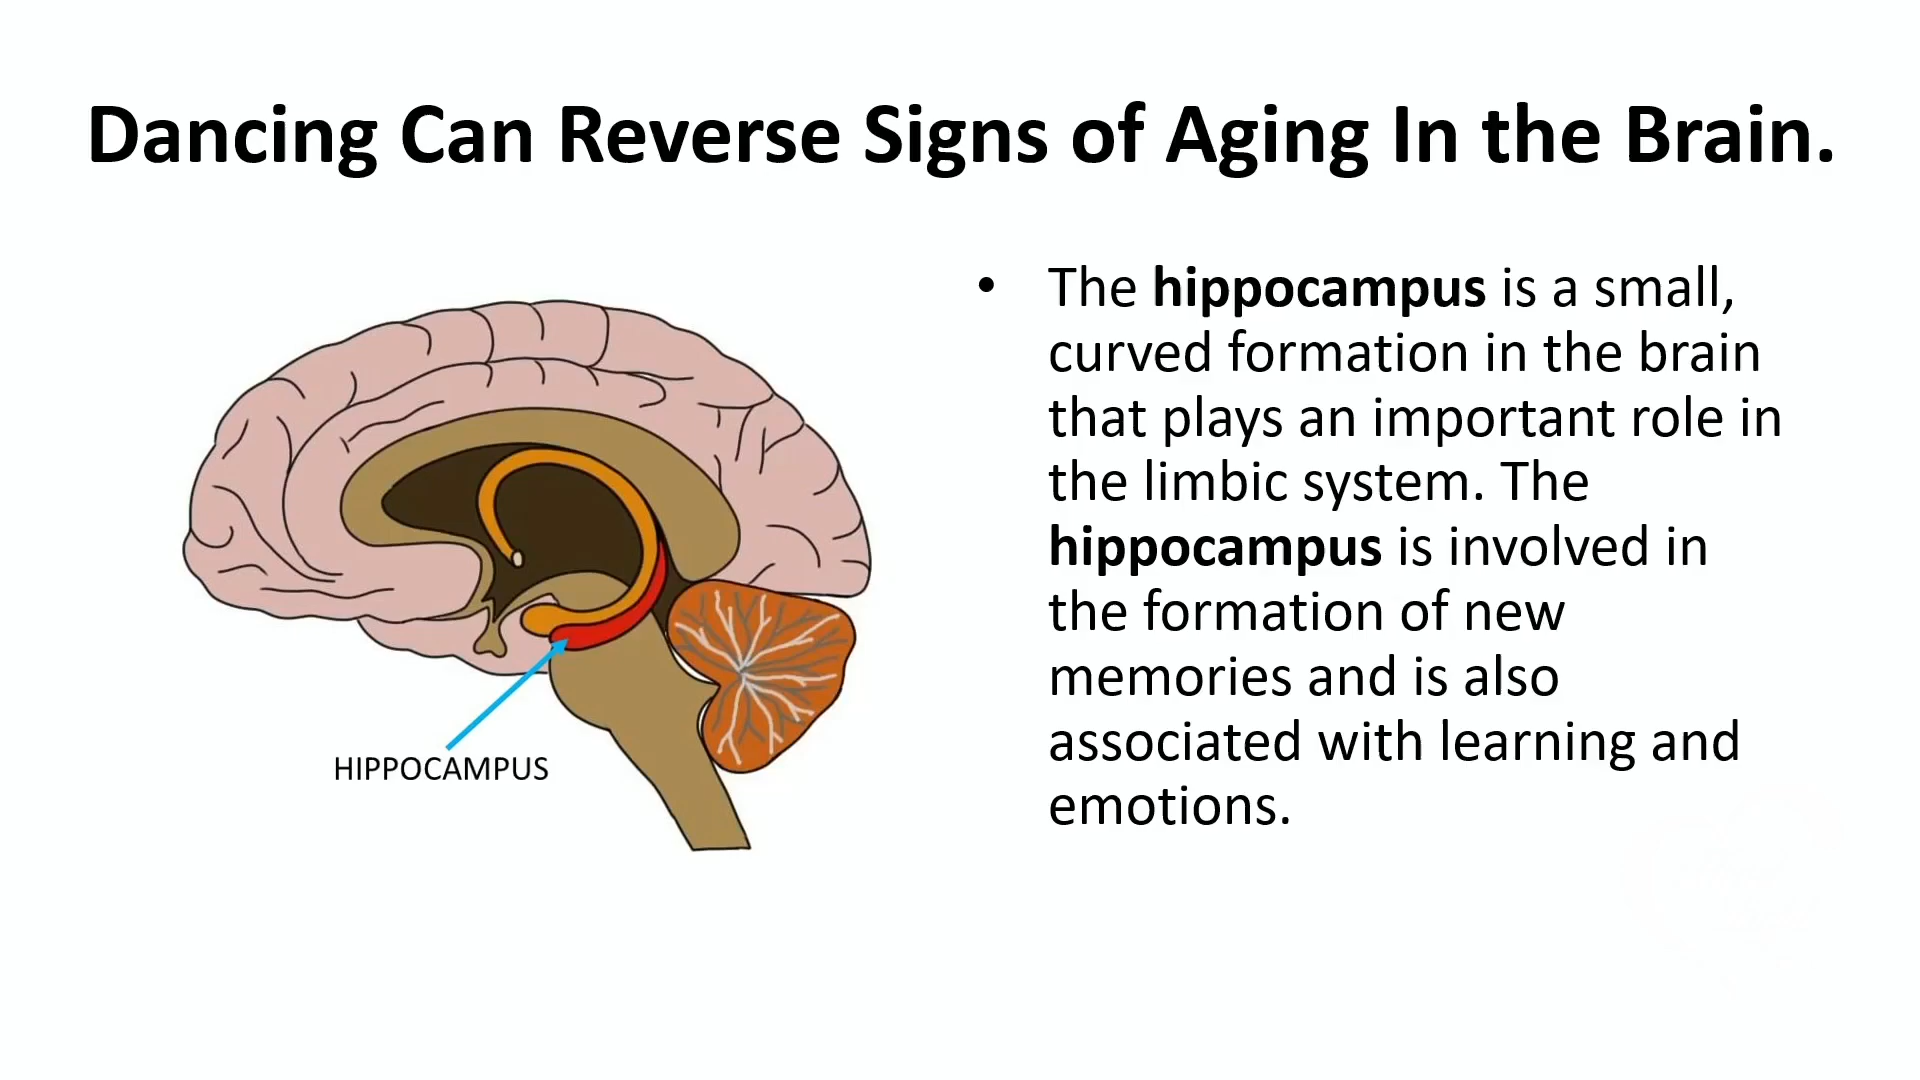 Dancing Can Reverse Signs of Aging In the Brain.
• The hippocampus is a small,
curved formation in the brain
that plays an important role in
the limbic system. The
hippocampus is involved in
the formation of new
memories and is also
associated with learning and
emotions.
HIPPOCAMPUS